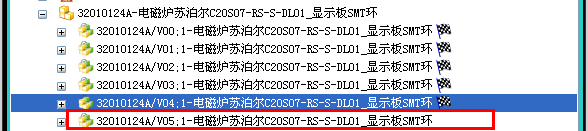 32010124A-电磁炉苏泊尔C20S07-RS-S-DL01_显示板SMT环
32010124A/V00;1-电磁炉苏泊尔C20S07-RS-S-DL01_显示板SMT环
32010124A/V01;1-电磁炉苏泊尔C20S07-RS-S-DL01_显示板SMT环
32010124A/V02;1-电磁炉苏泊尔C20S07-RS-S-DL01_显示板SMT环
32010124A/V03;1-电磁炉苏泊尔C20S07-RS-S-DL01_显示板SMT环
32010124A/V04;1-电磁炉苏泊尔C20S07-RS-S-DL01_显示板SMT环
32010124A/V05;1-电磁炉苏泊尔C20S07-RS-S-DL01_显示板SMT环